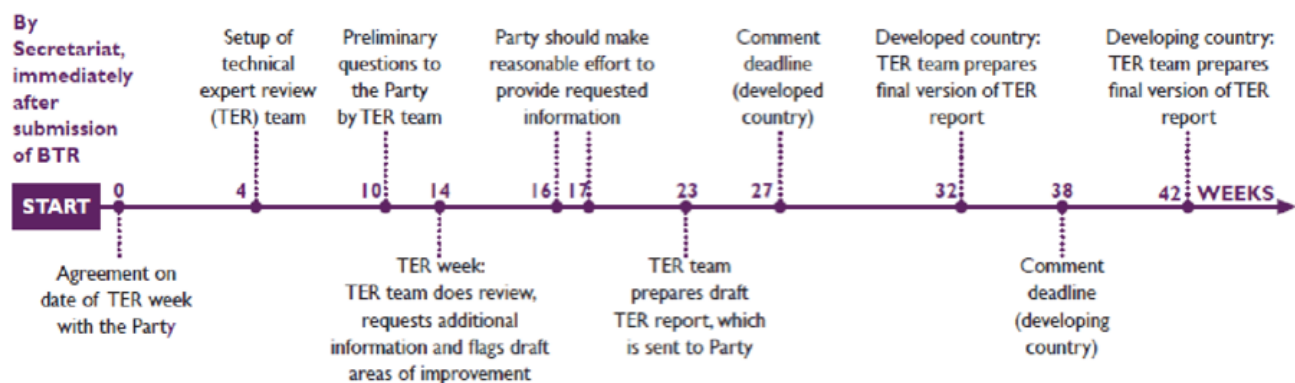 By
Secretariat,
immediately
after
submission
of BTR
START
0
Agreement on
date of TER week
with the Party
Setup of
technical
expert review
(TER) team
4
Preliminary
questions to
the Party
by TER team
10
14
TER week:
TER team does review,
requests additional
information and flags draft
areas of improvement
Party should make
reasonable effort to
provide requested
information
16
17
23
TER team
prepares draft
TER report, which
is sent to Party
Comment
deadline
(developed
country)
27
Developed country:
TER team prepares
final version of TER
report
32
38
Comment
deadline
(developing
country)
Developing country:
TER team prepares
final version of TER
report
42
WEEKS